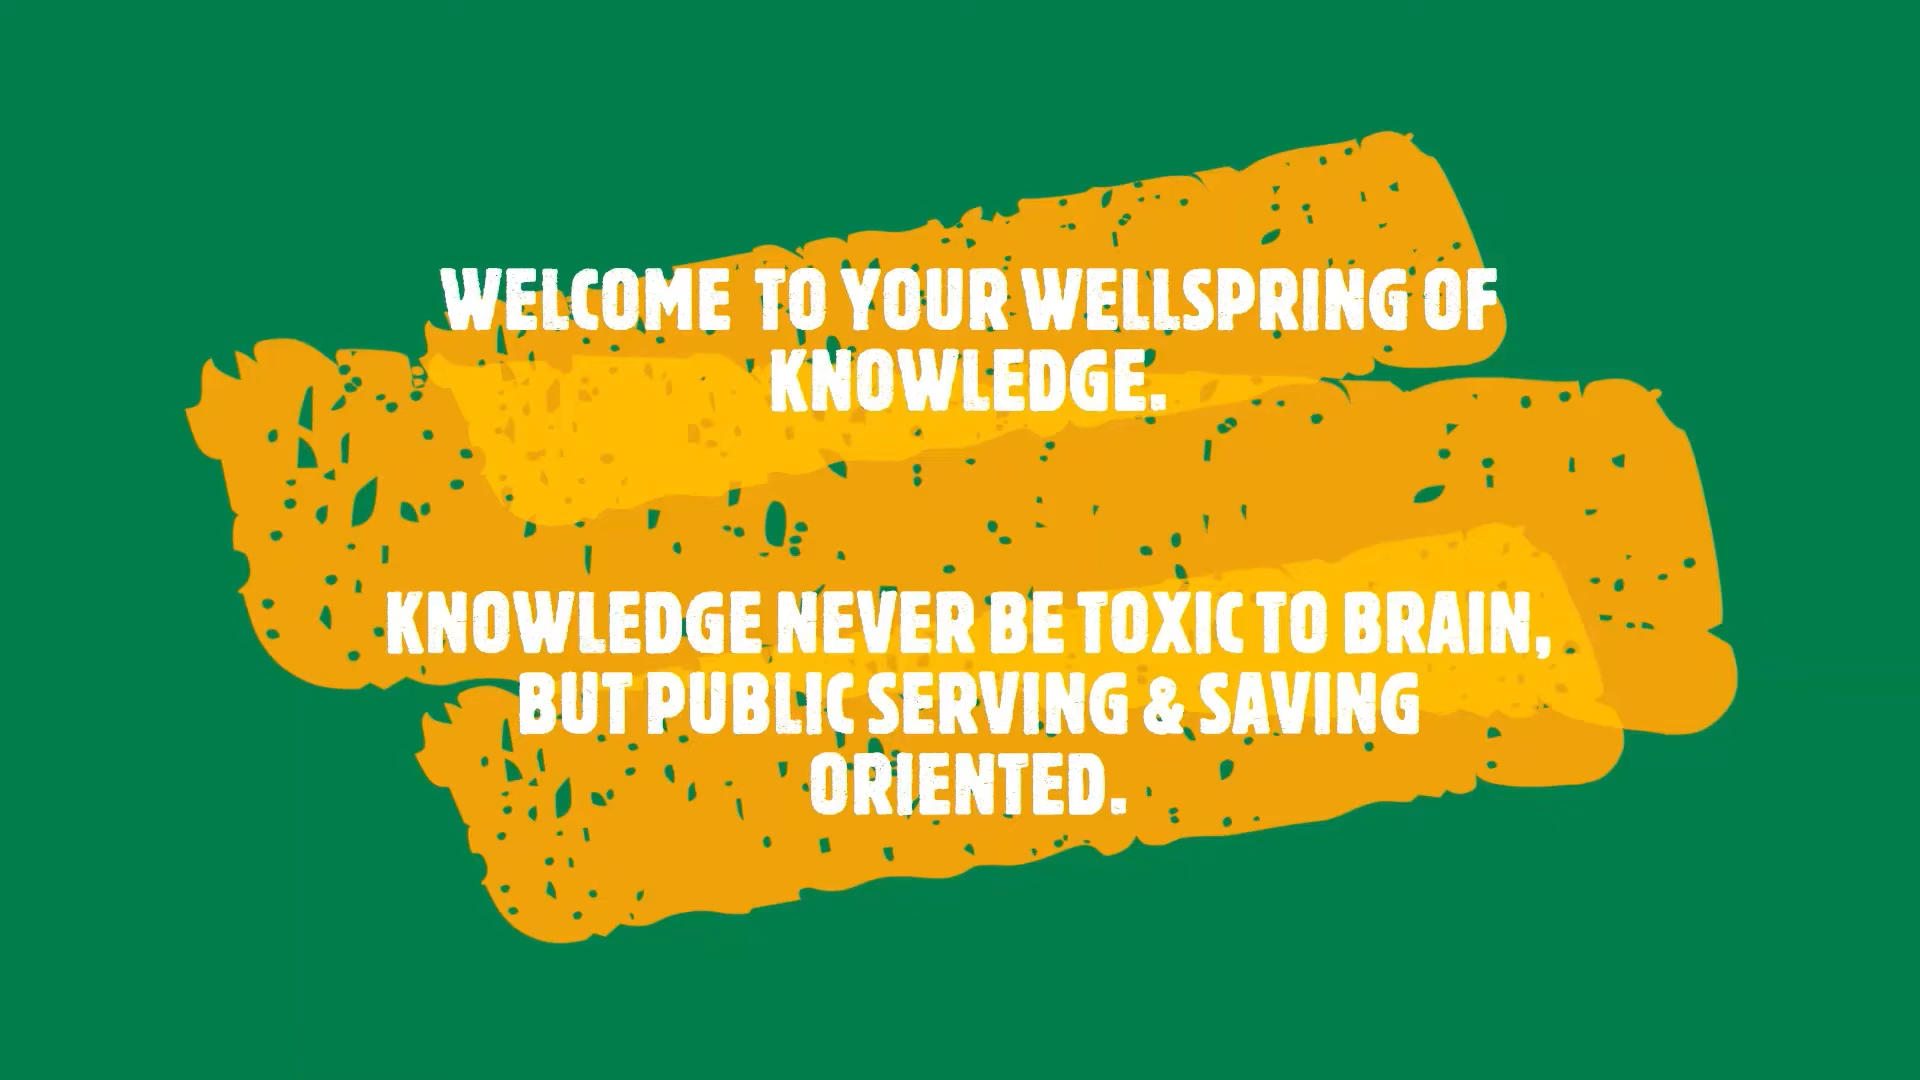 WELCOME TO YOUR WELLSPRING OF
KNOWLEDGE.
KNOWLEDGE NEVER BE TOXIC TO BRAIN,
BUT PUBLIC SERVING & SAVING
ORIENTED.